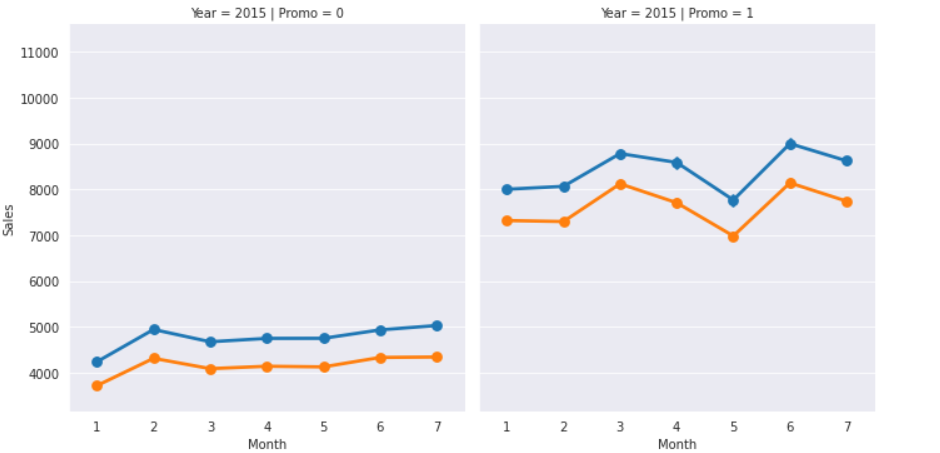 Year = 2015 | Promo = 0
Year = 2015 | Promo = 1
11000
10000
9000
8000
7000
6000
5000
4000
Sales
1 2 3 4 5 6 7
1 2 3 4 5 6 7
Month
Month